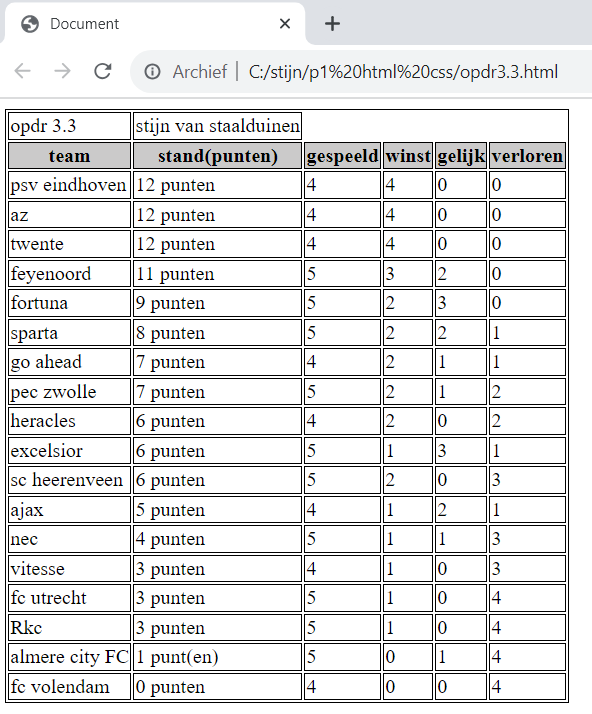 Document
Archief | C:/stijn/p1%20html%20css/opdr3.3.html
opdr 3.3 stijn van staalduinen
team stand(punten) gespeeld winst gelijk verloren
psv eindhoven 12 punten 4 4 0 0
az 12 punten 4 4 0 0
twente 12 punten 4 4 0 0
feyenoord 11 punten 5 3 2 0
fortuna 9 punten 5 2 3 0
sparta 8 punten 5 2 2 1
go ahead 7 punten 4 2 1 1
pec zwolle 7 punten 5 2 1 2
heracles 6 punten 4 2 0 2
excelsior 6 punten 5 1 3 1
sc heerenveen 6 punten 5 2 0 3
ajax 5 punten 4 1 2 1
nec 4 punten 5 1 1 3
vitesse 3 punten 4 1 0 3
fc utrecht 3 punten 5 1 0 4
Rkc 3 punten 5 1 0 4
almere city FC 1 punt(en) 5 0 1 4
fc volendam 0 punten 4 0 0 4